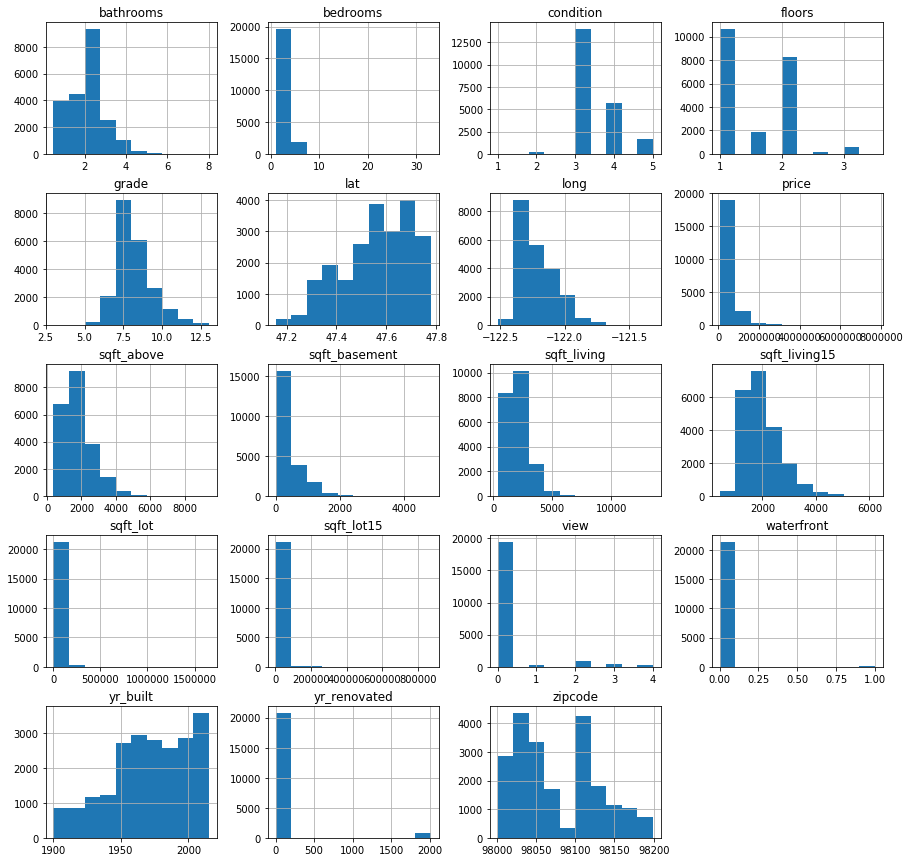 bathrooms
8000
6000
4000
2000
0
2 4 6 8
bedrooms
20000
15000
10000
5000
0
0 10 20 30
condition
12500
10000
7500
5000
2500
0
1 2 3 4 5
floors
10000
8000
6000
4000
2000
0
1 2 3
grade
8000
6000
4000
2000
0
2.5 5.0 7.5 10.0 12.5
lat
4000
3000
2000
1000
0
47.2 47.4 47.6 47.8
long
8000
6000
4000
2000
0
−122.5 −122.0 −121.5
price
20000
15000
10000
5000
0
0 2000000 4000000 6000000 8000000
sqft_above
8000
6000
4000
2000
0
0 2000 4000 6000 8000
sqft_basement
15000
10000
5000
0
0 2000 4000
sqft_living
10000
8000
6000
4000
2000
0
0 5000 10000
sqft_living15
6000
4000
2000
0
2000 4000 6000
sqft_lot
20000
15000
10000
5000
0
0 500000 1000000 1500000
sqft_lot15
20000
15000
10000
5000
0
0 200000 400000 600000 800000
view
20000
15000
10000
5000
0
0 1 2 3 4
waterfront
20000
15000
10000
5000
0
0.00 0.25 0.50 0.75 1.00
yr_built
3000
2000
1000
0
1900 1950 2000
yr_renovated
20000
15000
10000
5000
0
0 500 1000 1500 2000
zipcode
4000
3000
2000
1000
0
98000 98050 98100 98150 98200